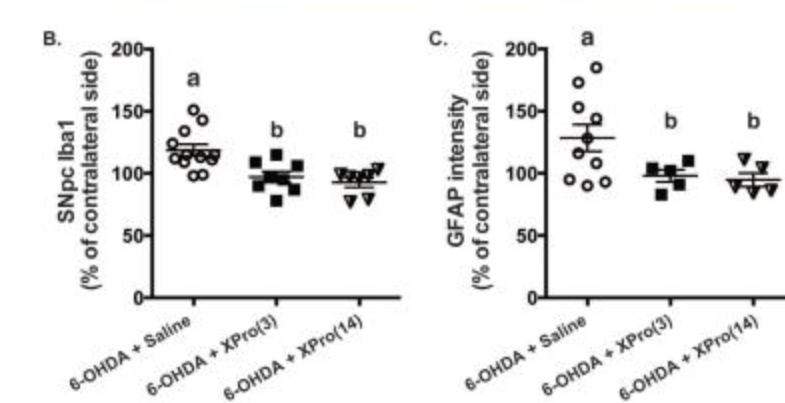 B.
SNpc Iba1
(% of contralateral side)
200
150
100
50
0
a
b
b
6-OHDA + Saline
6-OHDA + XPro(3)
6-OHDA + XPro(14)
C.
GFAP intensity
(% of contralateral side)
200
150
100
50
0
a
b
b
6-OHDA + Saline
6-OHDA + XPro(3)
6-OHDA + XPro(14)